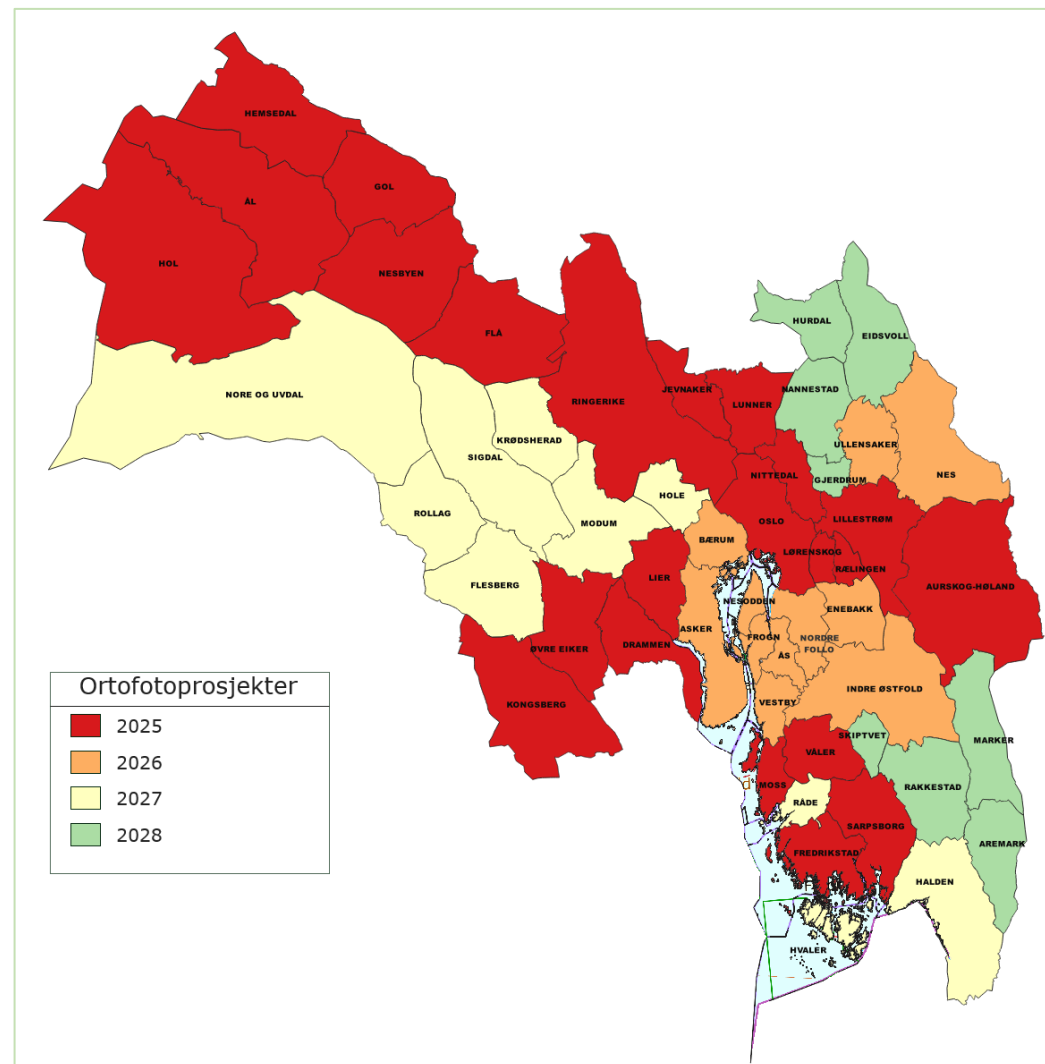 HEMSEDAL
GOL
ÅL
HOL
NESBYEN
FLÅ
HURDAL
EIDSVOLL
NORE OG UVDAL
JEVNAKER
LUNNER
NANNESTAD
RINGERIKE
KRØDSHERAD
ULLENSAKER
SIGDAL
NITTEDAL
GJERDRUM
NES
HOLE
ROLLAG
MODUM
OSLO
LILLESTRØM
BÆRUM
LØRENSKOG
RÆLINGEN
FLESBERG
LIER
AURSKOG-HØLAND
NESODDEN
ENEBAKK
ASKER
FROGN
NORDRE
FOLLO
ØVRE EIKER
DRAMMEN
ÅS
INDRE ØSTFOLD
KONGSBERG
VESTBY
Ortofotoprosjekter
2025
2026
2027
2028
SKIPTVET
MARKER
VÅLER
d
MOSS
RAKKESTAD
RÅDE
SARPSBORG
AREMARK
FREDRIKSTAD
HALDEN
HVALER